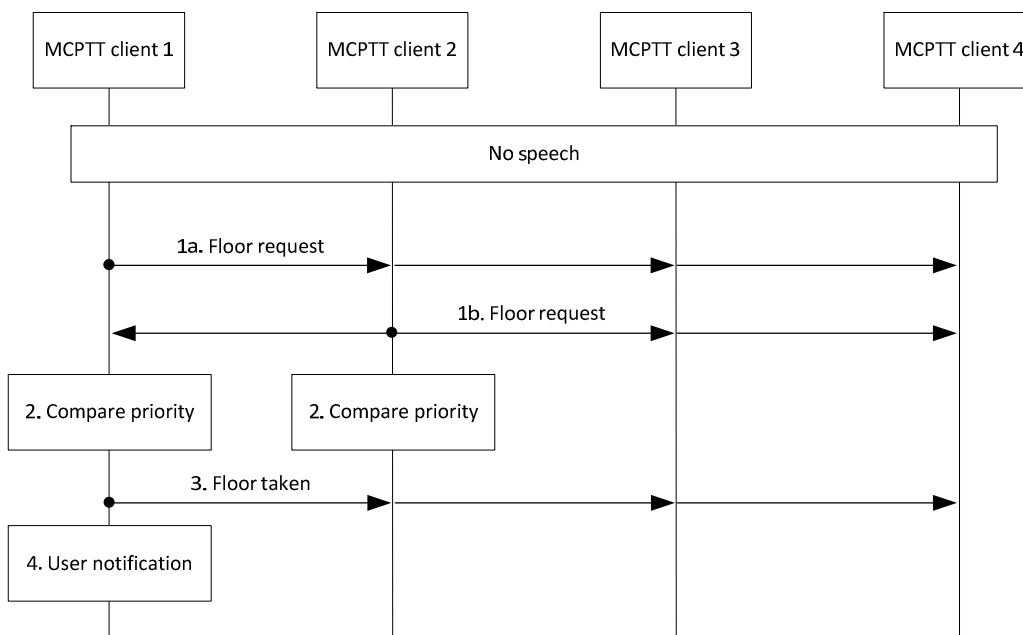 MCPTT client 1
MCPTT client 2
MCPTT client 3
MCPTT client 4
No speech
1a. Floor request
1b. Floor request
2. Compare priority
2. Compare priority
3. Floor taken
4. User notification